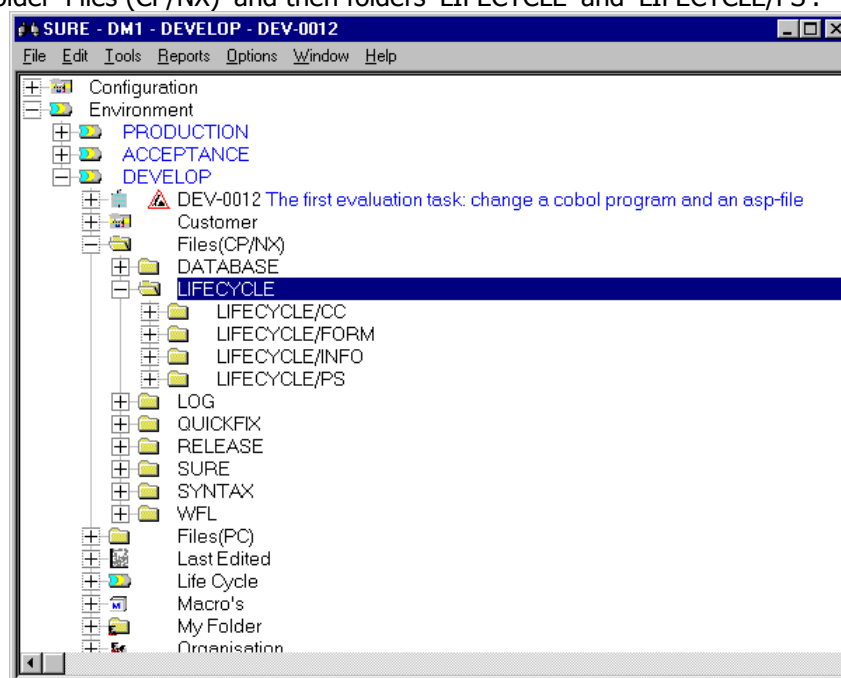 older 'Files (CP/NX)' and then folders 'LIFECYCLE' and 'LIFECYCLE/PS'.
SURE - DM1 - DEVELOP - DEV-0012
File Edit Tools Reports Options Window Help
Configuration
Environment
PRODUCTION
ACCEPTANCE
DEVELOP
DEV-0012 The first evaluation task: change a cobol program and an asp-file
Customer
Files(CP/NX)
DATABASE
LIFECYCLE
LIFECYCLE/CC
LIFECYCLE/FORM
LIFECYCLE/INFO
LIFECYCLE/PS
LOG
QUICKFIX
RELEASE
SURE
SYNTAX
WFL
Files(PC)
Last Edited
Life Cycle
Macro's
My Folder
Organisation